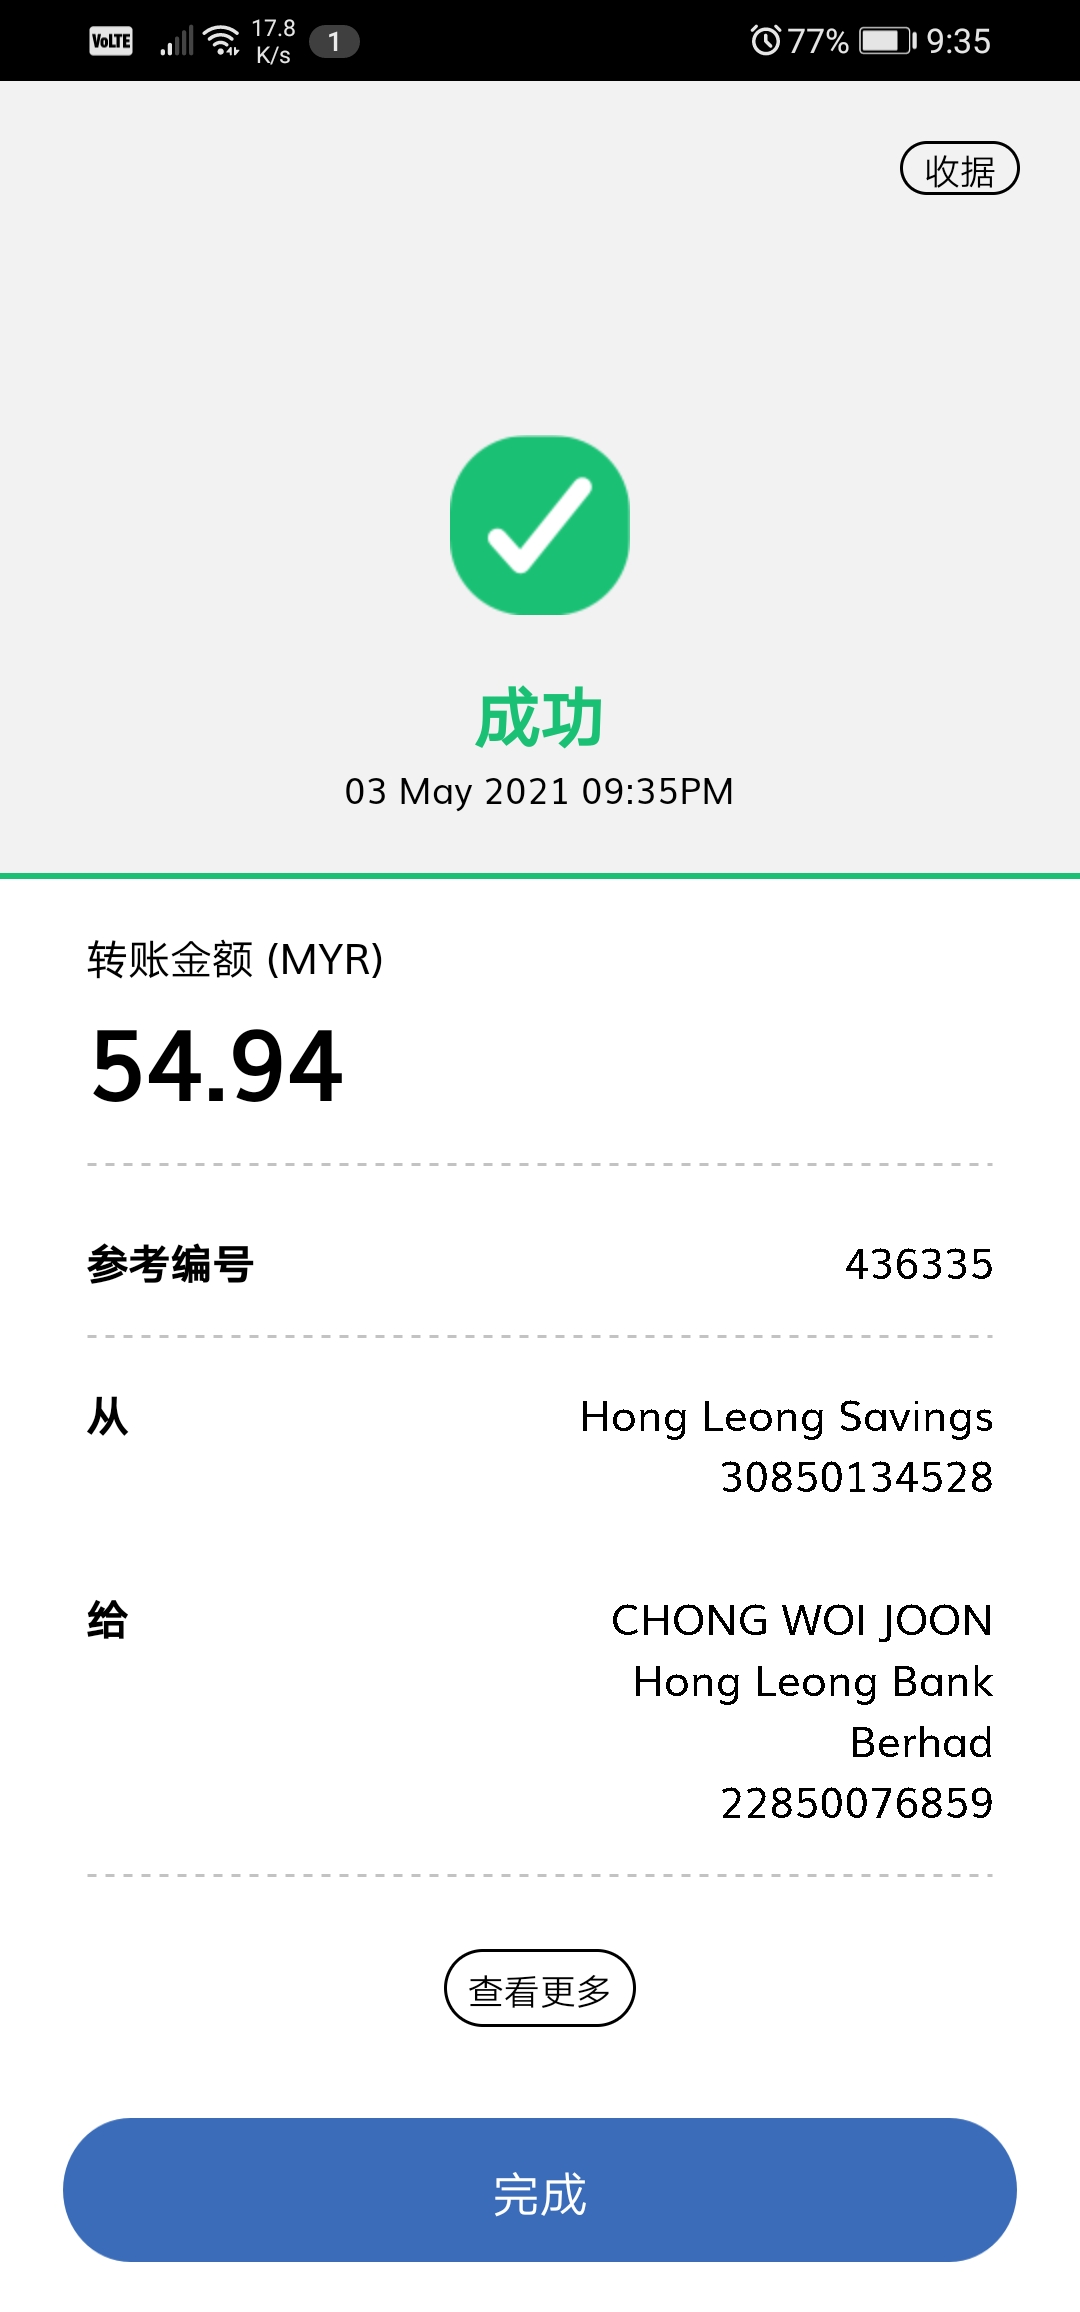 VoLTE 17.8 K/s 1 77% 9:35
收据
成功
03 May 2021 09:35PM
转账金额 (MYR)
54.94
参考编号 436335
从 Hong Leong Savings
30850134528
给 CHONG WOI JOON
Hong Leong Bank
Berhad
22850076859
查看更多
完成